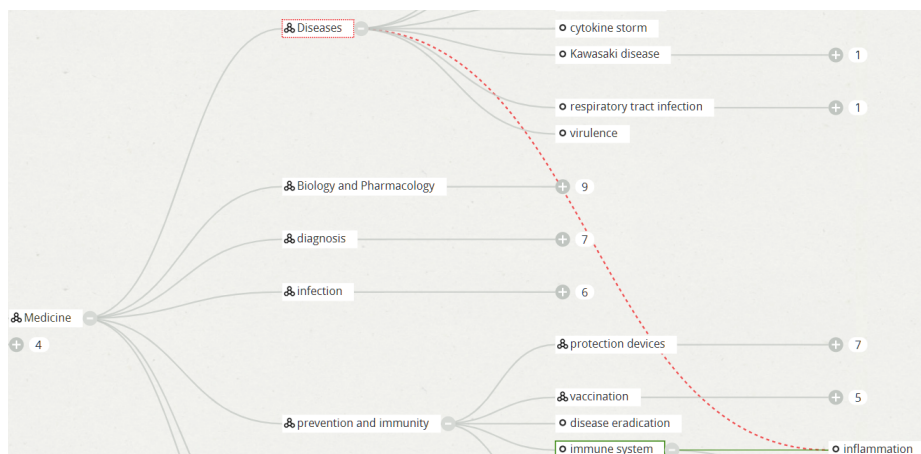 Diseases
cytokine storm
Kawasaki disease
1
respiratory tract infection
1
virulence
Biology and Pharmacology
9
diagnosis
7
infection
6
Medicine
4
protection devices
7
vaccination
5
prevention and immunity
disease eradication
immune system
inflammation